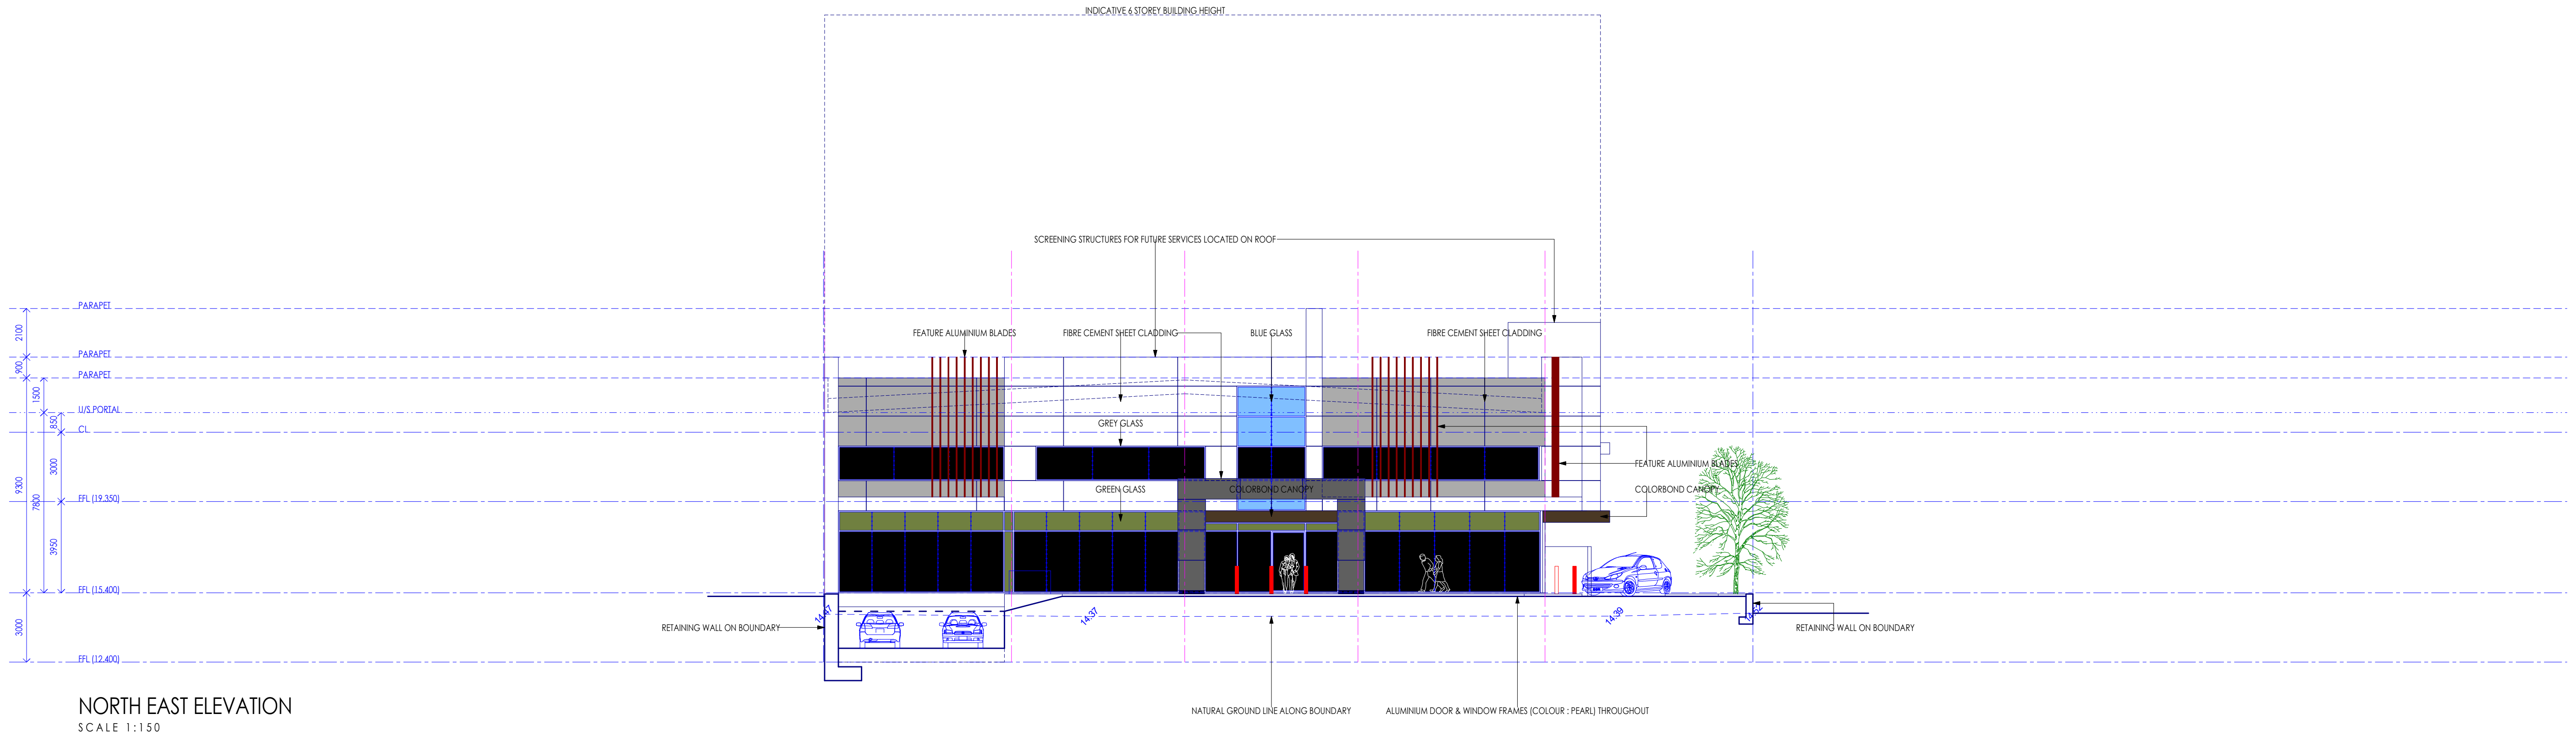 INDICATIVE 6 STOREY BUILDING HEIGHT
SCREENING STRUCTURES FOR FUTURE SERVICES LOCATED ON ROOF
PARAPET
2100
FEATURE ALUMINIUM BLADES
FIBRE CEMENT SHEET CLADDING
BLUE GLASS
FIBRE CEMENT SHEET CLADDING
PARAPET
900
PARAPET
1500
U/S PORTAL
850
CL
GREY GLASS
3000
FEATURE ALUMINIUM BLADES
9300
7800
GREEN GLASS
COLORBOND CANOPY
COLORBOND CANOPY
FFL (19.350)
3950
FFL (15.400)
14.47
14.37
14.39
14.52
3000
RETAINING WALL ON BOUNDARY
RETAINING WALL ON BOUNDARY
FFL (12.400)
NORTH EAST ELEVATION
SCALE 1:150
NATURAL GROUND LINE ALONG BOUNDARY
ALUMINIUM DOOR & WINDOW FRAMES (COLOUR : PEARL) THROUGHOUT